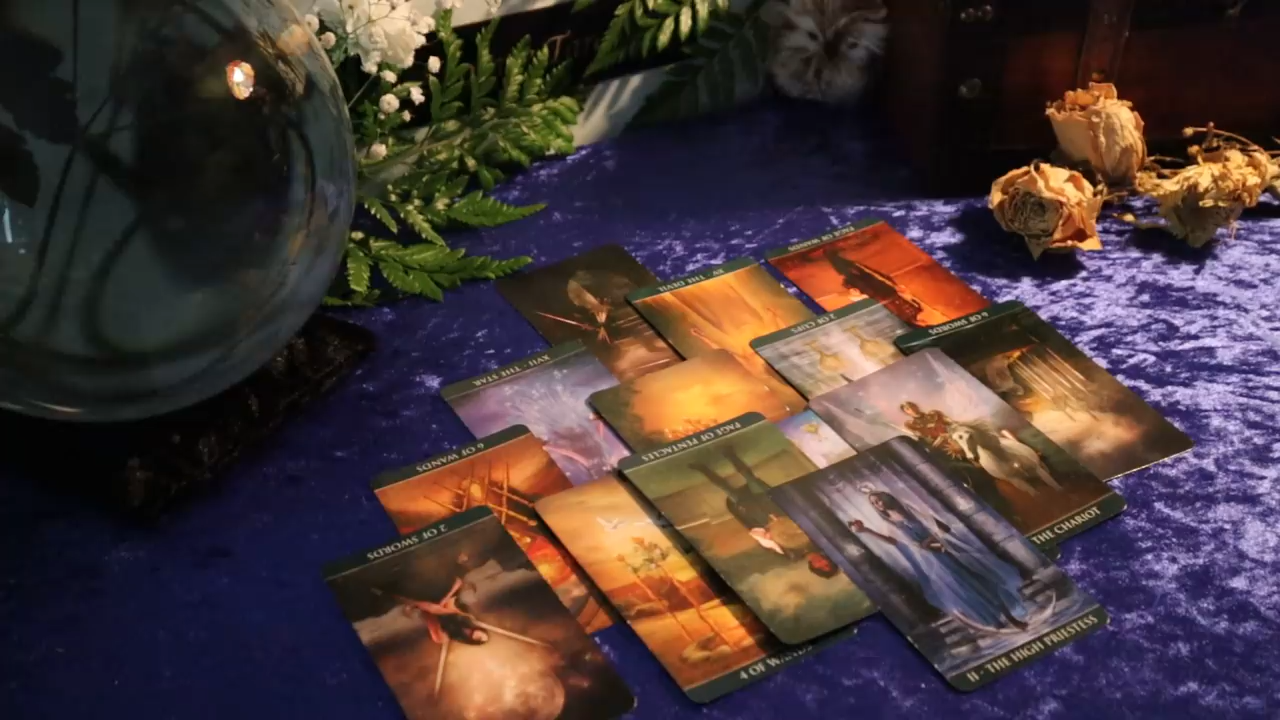 PAGE OF WANDS
XV · THE DEVIL
2 OF CUPS
6 OF SWORDS
XVII · THE STAR
PAGE OF PENTACLES
6 OF WANDS
THE CHARIOT
2 OF SWORDS
II - THE HIGH PRIESTESS
4 OF WANDS